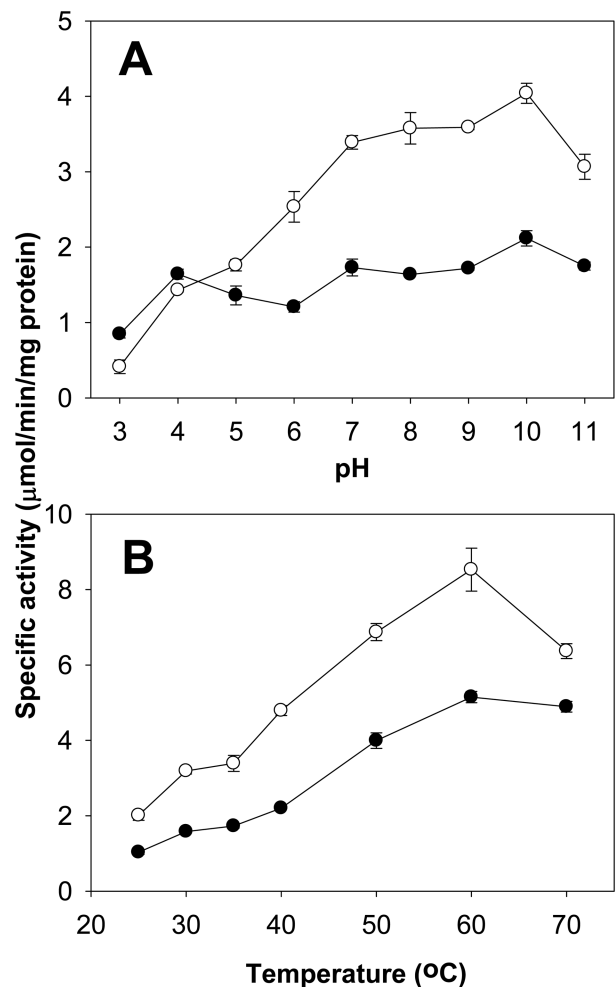 Specific activity (μmol/min/mg protein)
A
5
4
3
2
1
0
3 4 5 6 7 8 9 10 11
pH
B
10
8
6
4
2
0
20 30 40 50 60 70
Temperature (ºC)